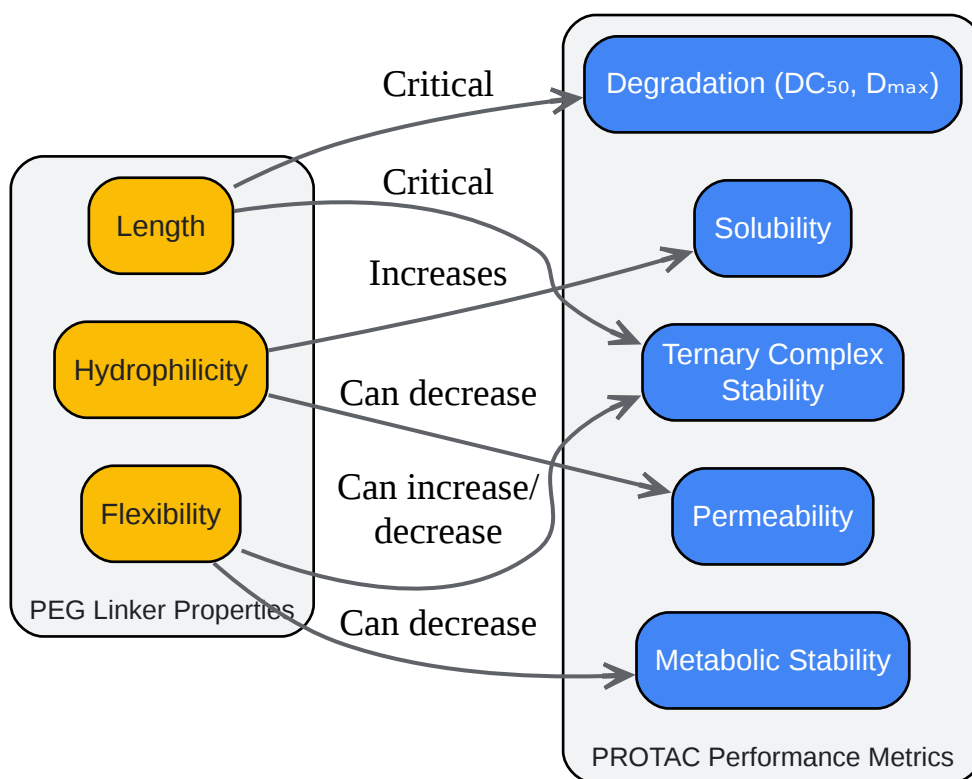 Critical
Degradation (DC₅₀, Dₘₐₓ)
Length
Critical
Solubility
Increases
Hydrophilicity
Can decrease
Ternary Complex
Stability
Flexibility
Can increase/
decrease
Permeability
PEG Linker Properties
Can decrease
Metabolic Stability
PROTAC Performance Metrics